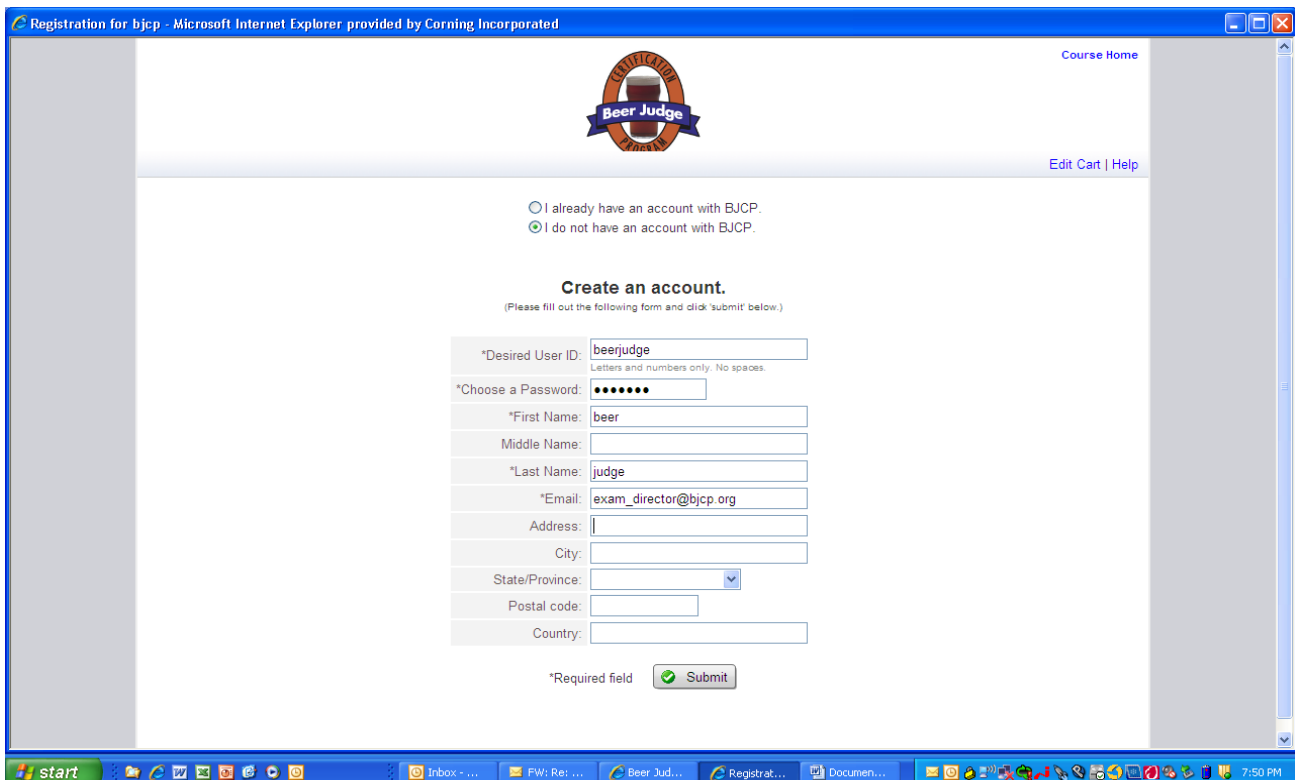 Registration for bjcp - Microsoft Internet Explorer provided by Corning Incorporated
Course Home
CERTIFICATION
Beer Judge
PROGRAM
Edit Cart | Help
I already have an account with BJCP.
I do not have an account with BJCP.
Create an account.
(Please fill out the following form and click 'submit' below.)
*Desired User ID: beerjudge
Letters and numbers only. No spaces.
*Choose a Password: •••••••
*First Name: beer
Middle Name:
*Last Name: judge
*Email: exam_director@bjcp.org
Address:
City:
State/Province:
Postal code:
Country:
*Required field Submit
start Inbox - ... FW: Re: ... Beer Jud... Registrat... Documen... 7:50 PM